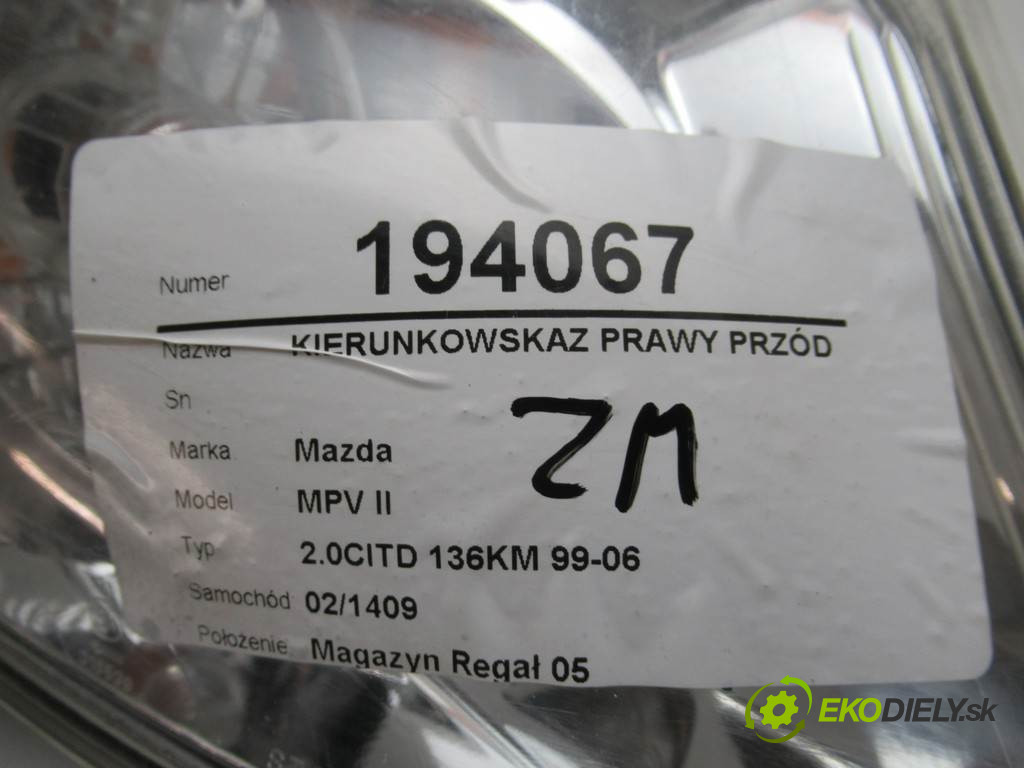 Numer 194067
Nazwa KIERUNKOWSKAZ PRAWY PRZÓD
Sn
ZM
Marka Mazda
Model MPV II
Typ 2.0CITD 136KM 99-06
Samochód 02/1409
Położenie Magazyn Regał 05
EKODIELY.sk